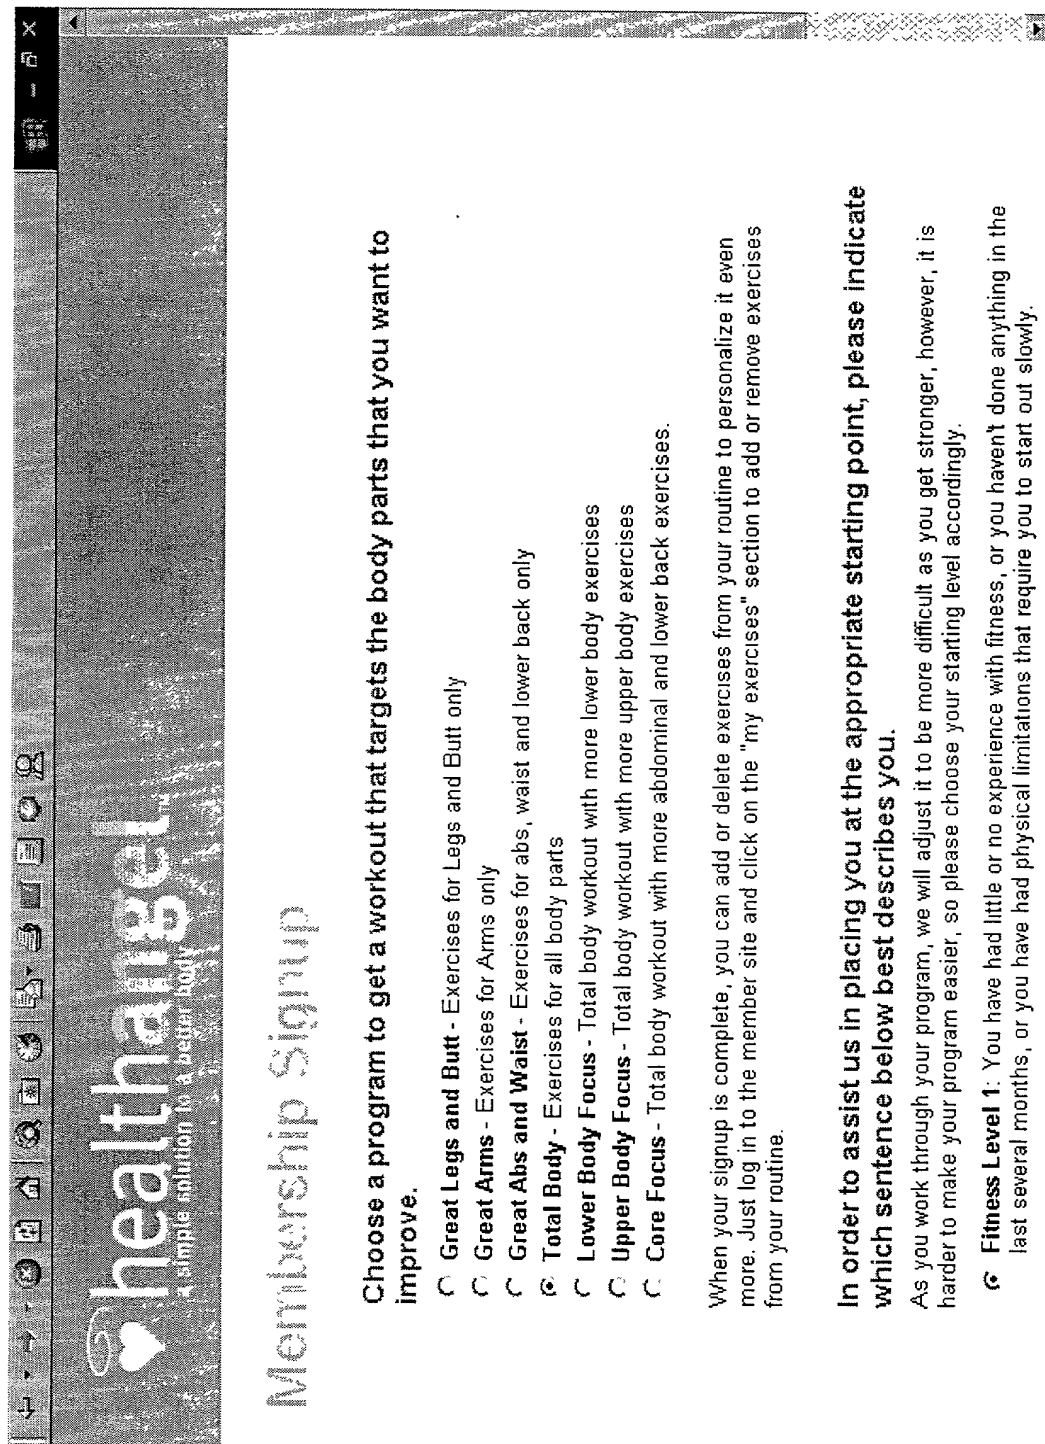 healthangel
a simple solution to a better body
Membership Signup
Choose a program to get a workout that targets the body parts that you want to
improve.
Great Legs and Butt - Exercises for Legs and Butt only
Great Arms - Exercises for Arms only
Great Abs and Waist - Exercises for abs, waist and lower back only
Total Body - Exercises for all body parts
Lower Body Focus - Total body workout with more lower body exercises
Upper Body Focus - Total body workout with more upper body exercises
Core Focus - Total body workout with more abdominal and lower back exercises.
When your signup is complete, you can add or delete exercises from your routine to personalize it even
more. Just log in to the member site and click on the "my exercises" section to add or remove exercises
from your routine.
In order to assist us in placing you at the appropriate starting point, please indicate
which sentence below best describes you.
As you work through your program, we will adjust it to be more difficult as you get stronger, however, it is
harder to make your program easier, so please choose your starting level accordingly.
Fitness Level 1: You have had little or no experience with fitness, or you haven't done anything in the
last several months, or you have had physical limitations that require you to start out slowly.